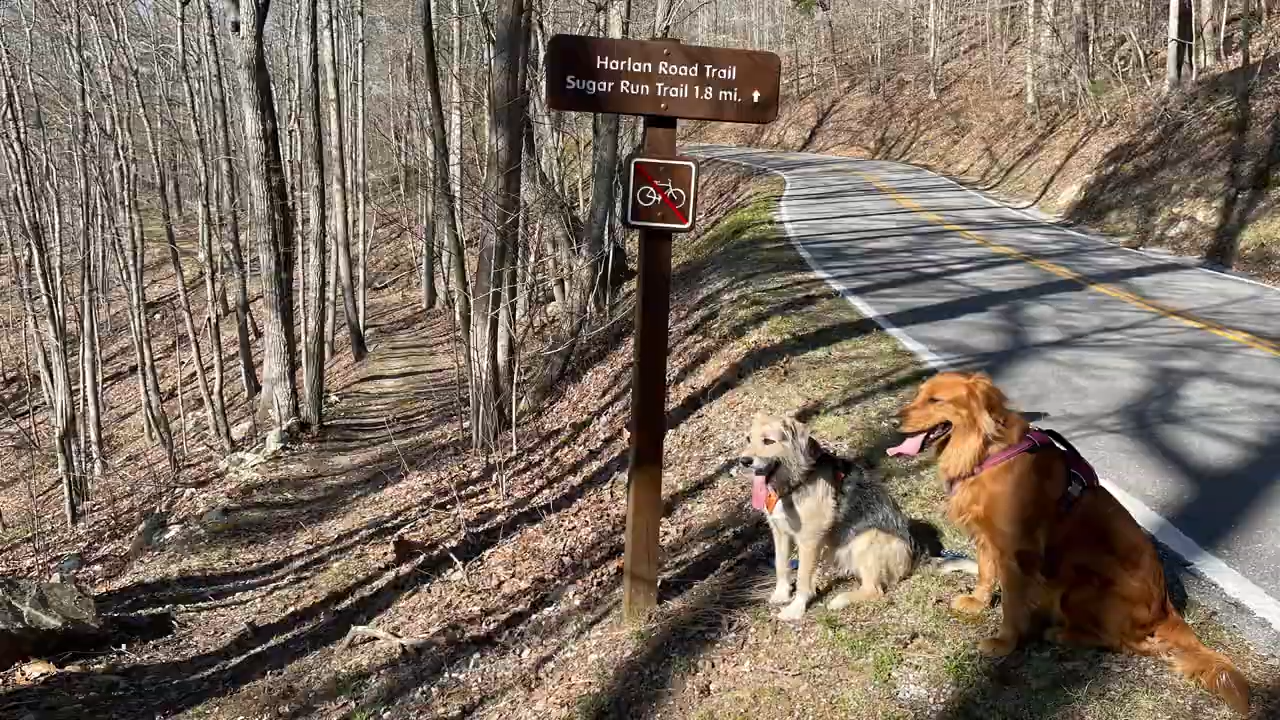 Harlan Road Trail
Sugar Run Trail 1.8 mi. ↑